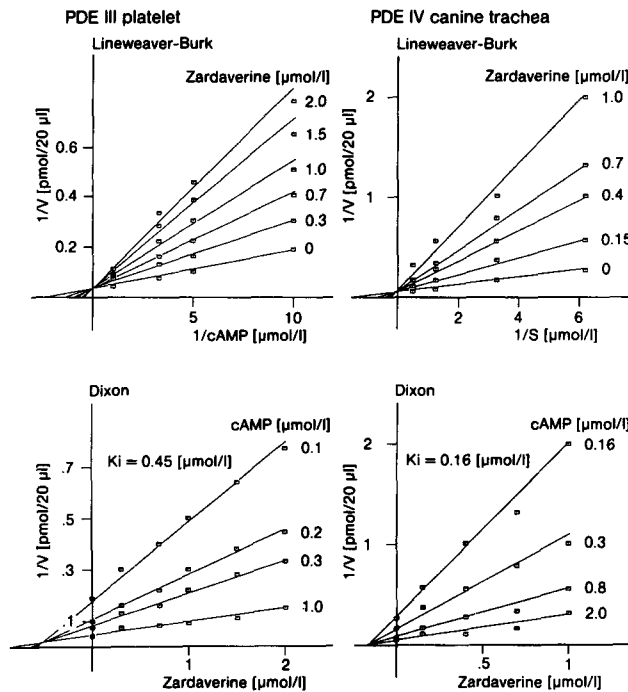 PDE III platelet
Lineweaver-Burk
Zardaverine [µmol/l]
2.0
1.5
1.0
0.7
0.3
0
1/V [pmol/20 µl]
0.6
0.4
0.2
5
10
1/cAMP [µmol/l]
PDE IV canine trachea
Lineweaver-Burk
Zardaverine [µmol/l]
1.0
0.7
0.4
0.15
0
1/V [pmol/20 µl]
2
1
2
4
6
1/S [µmol/l]
Dixon
cAMP [µmol/l]
Ki = 0.45 [µmol/l]
0.1
0.2
0.3
1.0
1/V [pmol/20 µl]
.7
.5
.3
.1
1
2
Zardaverine [µmol/l]
Dixon
cAMP [µmol/l]
Ki = 0.16 [µmol/l]
0.16
0.3
0.8
2.0
1/V [pmol/20 µl]
2
1
.5
1
Zardaverine [µmol/l]